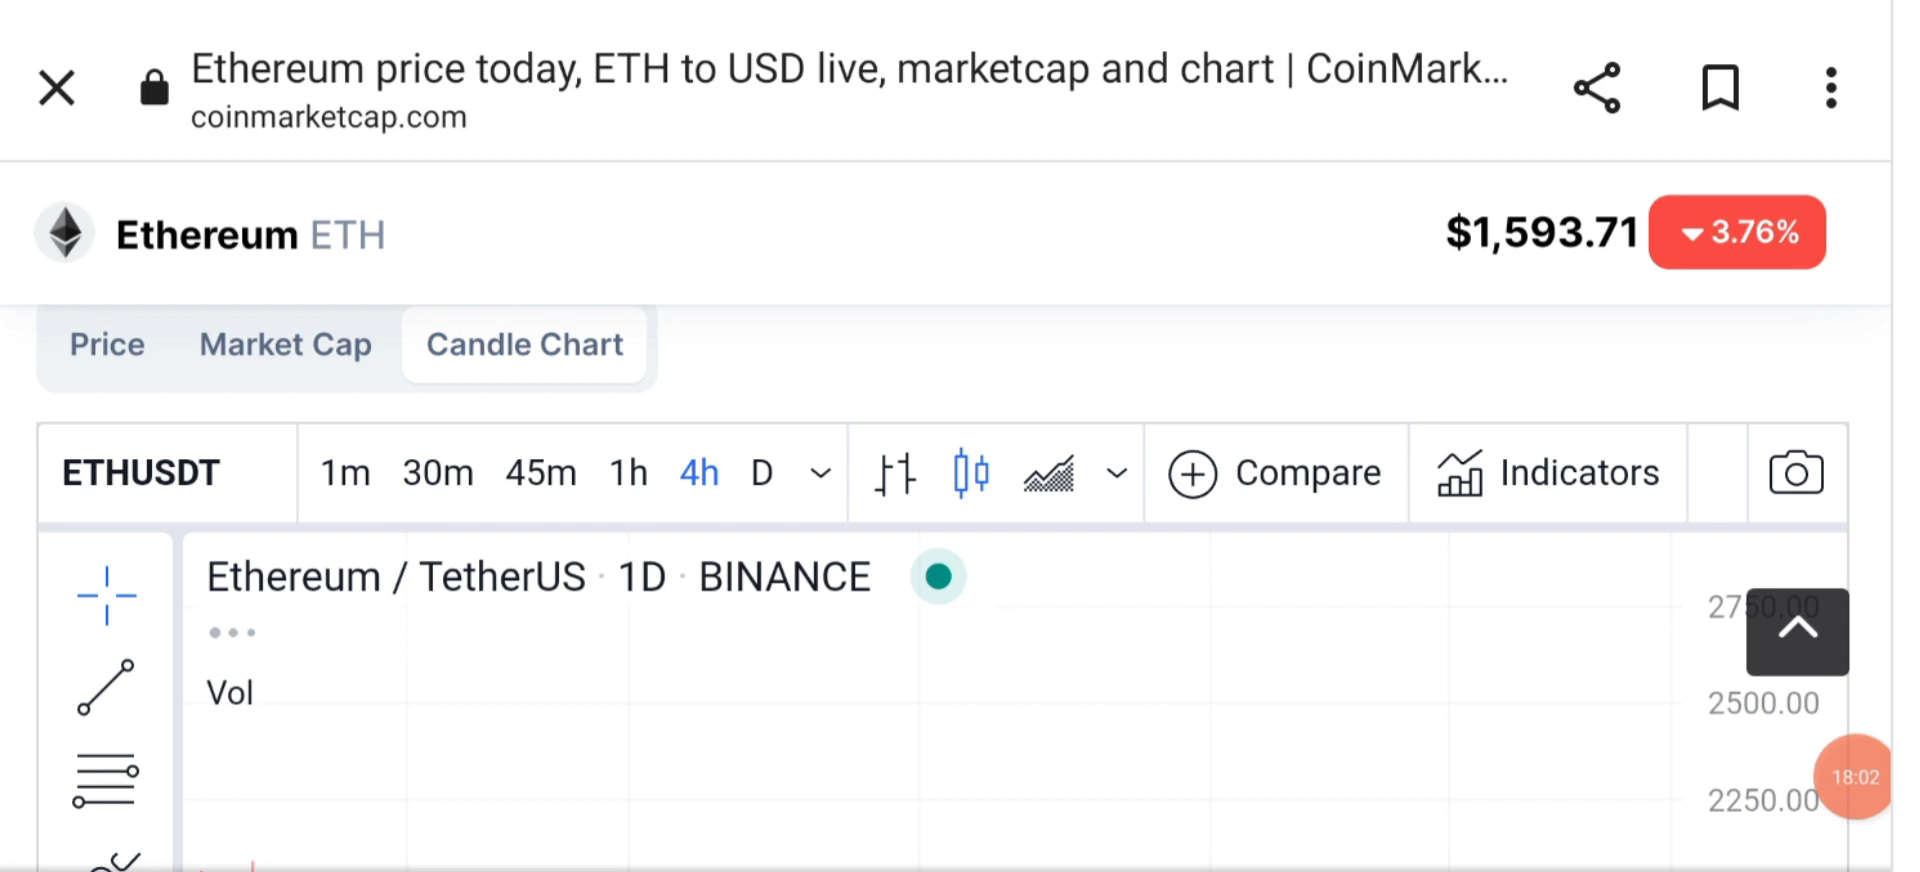 Ethereum price today, ETH to USD live, marketcap and chart | CoinMark...
coinmarketcap.com
Ethereum ETH
$1,593.71 3.76%
Price Market Cap Candle Chart
ETHUSDT 1m 30m 45m 1h 4h D Compare Indicators
Ethereum / TetherUS · 1D · BINANCE
2750.00
Vol
2500.00
18:02
2250.00